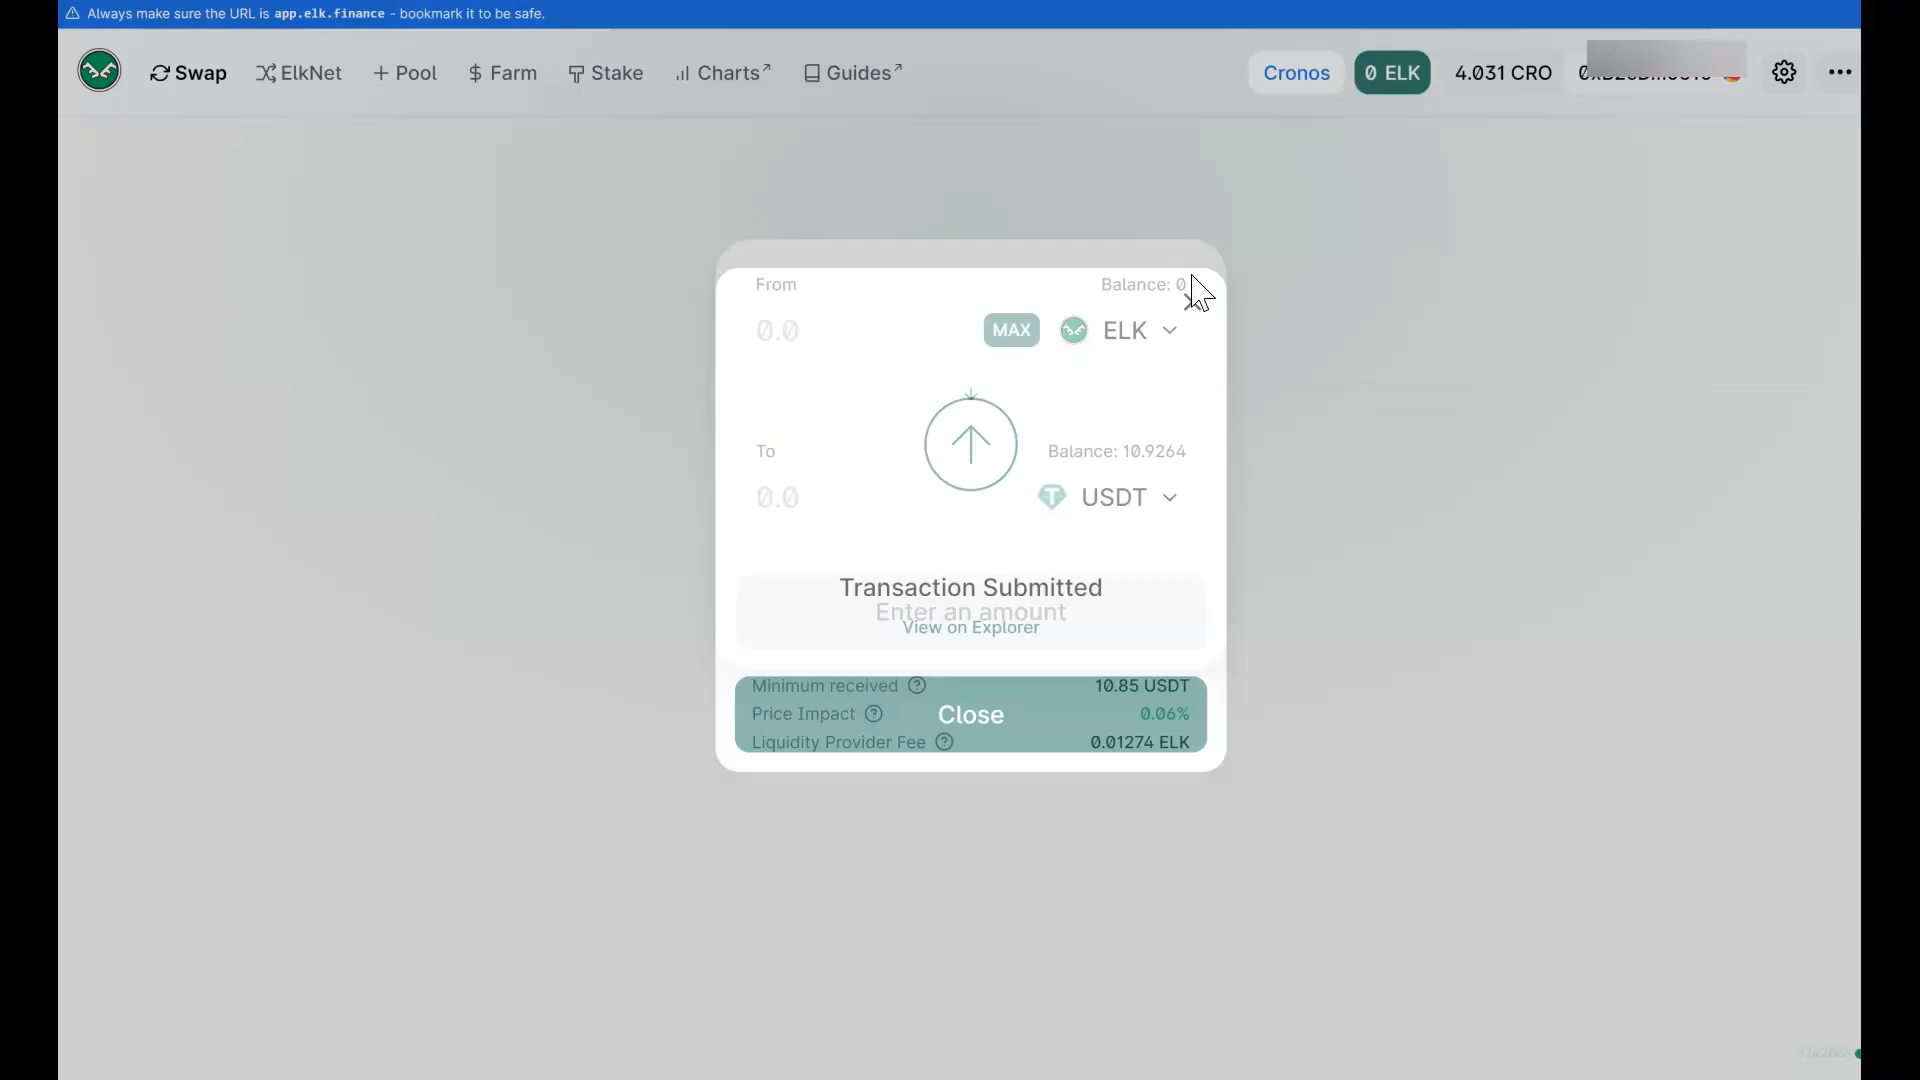 Always make sure the URL is app.elk.finance - bookmark it to be safe.
Swap ElkNet Pool Farm Stake Charts Guides Cronos 0 ELK 4.031 CRO
From Balance: 0
0.0 MAX ELK
To Balance: 10.9264
0.0 USDT
Transaction Submitted
Enter an amount
View on Explorer
Minimum received 10.85 USDT
Price Impact 0.06%
Close
Liquidity Provider Fee 0.01274 ELK